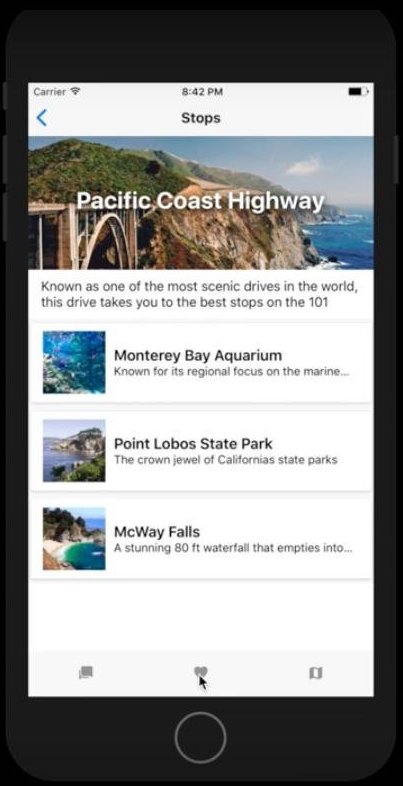 Carrier
8:42 PM
Stops
Pacific Coast Highway
Known as one of the most scenic drives in the world,
this drive takes you to the best stops on the 101
Monterey Bay Aquarium
Known for its regional focus on the marine...
Point Lobos State Park
The crown jewel of Californias state parks
McWay Falls
A stunning 80 ft waterfall that empties into...